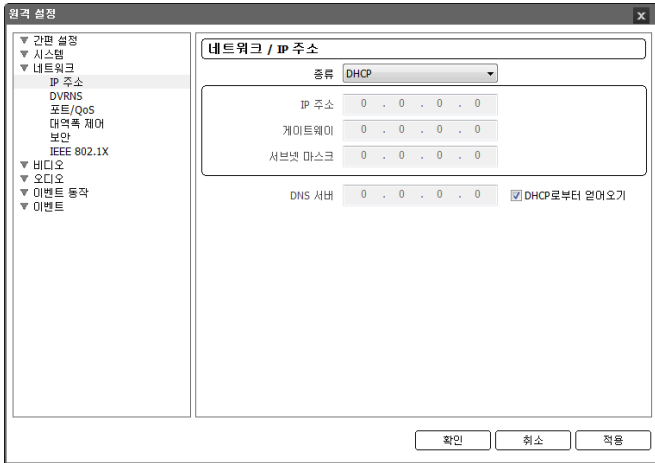 원격 설정
x
▼ 간편 설정
▼ 시스템
▼ 네트워크
IP 주소
DVRNS
포트/QoS
대역폭 제어
보안
IEEE 802.1X
▼ 비디오
▼ 오디오
▼ 이벤트 동작
▼ 이벤트
네트워크 / IP 주소
종류 DHCP
IP 주소 0 . 0 . 0 . 0
게이트웨이 0 . 0 . 0 . 0
서브넷 마스크 0 . 0 . 0 . 0
DNS 서버 0 . 0 . 0 . 0 DHCP로부터 얻어오기
확인 취소 적용